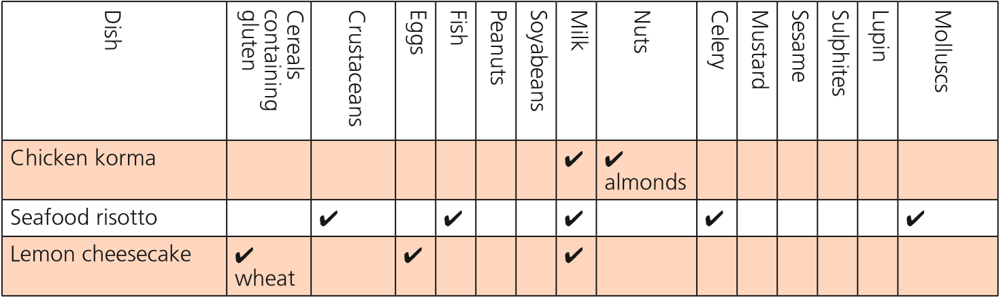 Dish
Cereals
containing
gluten
Crustaceans
Eggs
Fish
Peanuts
Soyabeans
Milk
Nuts
Celery
Mustard
Sesame
Sulphites
Lupin
Molluscs
Chicken korma ✔ ✔
almonds
Seafood risotto ✔ ✔ ✔ ✔ ✔
Lemon cheesecake ✔ ✔ ✔
wheat